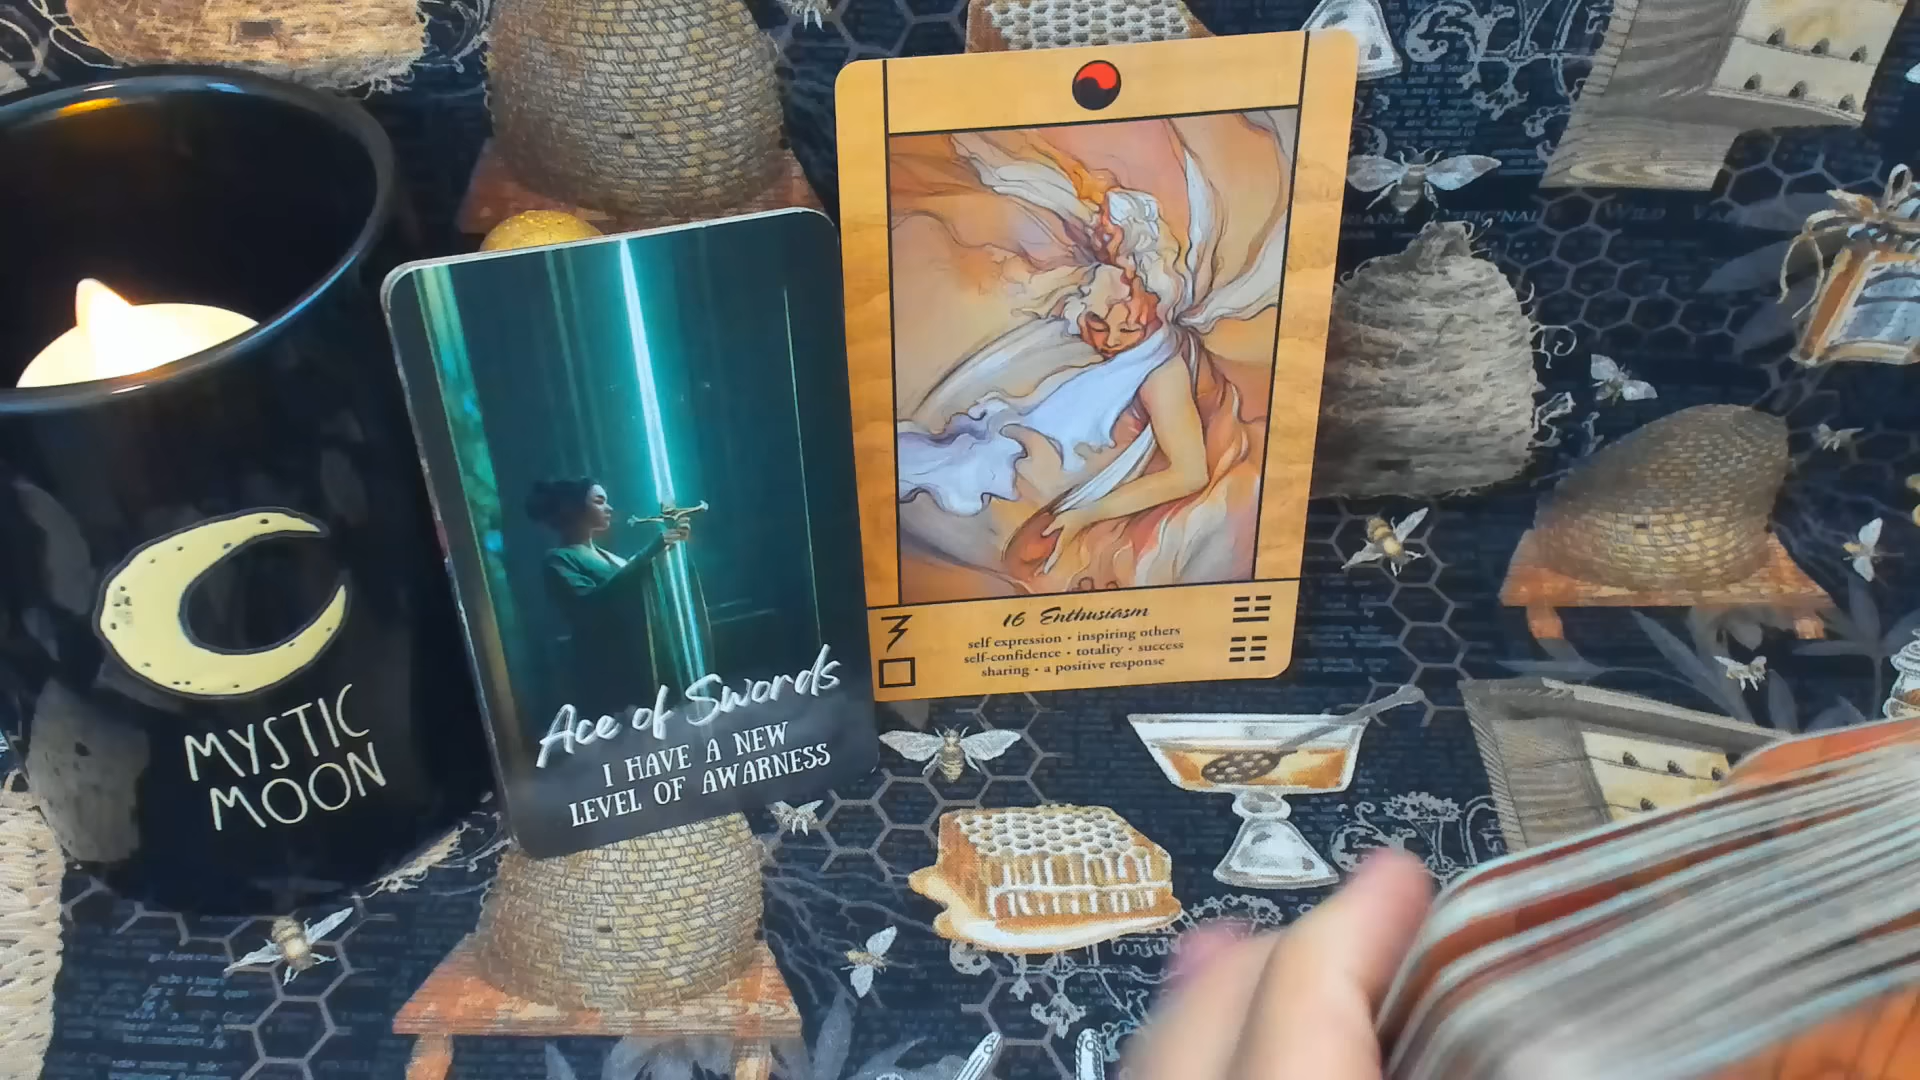 MYSTIC
MOON
Ace of Swords
I HAVE A NEW
LEVEL OF AWARNESS
16 Enthusiasm
self expression • inspiring others
self-confidence • totality • success
sharing • a positive response